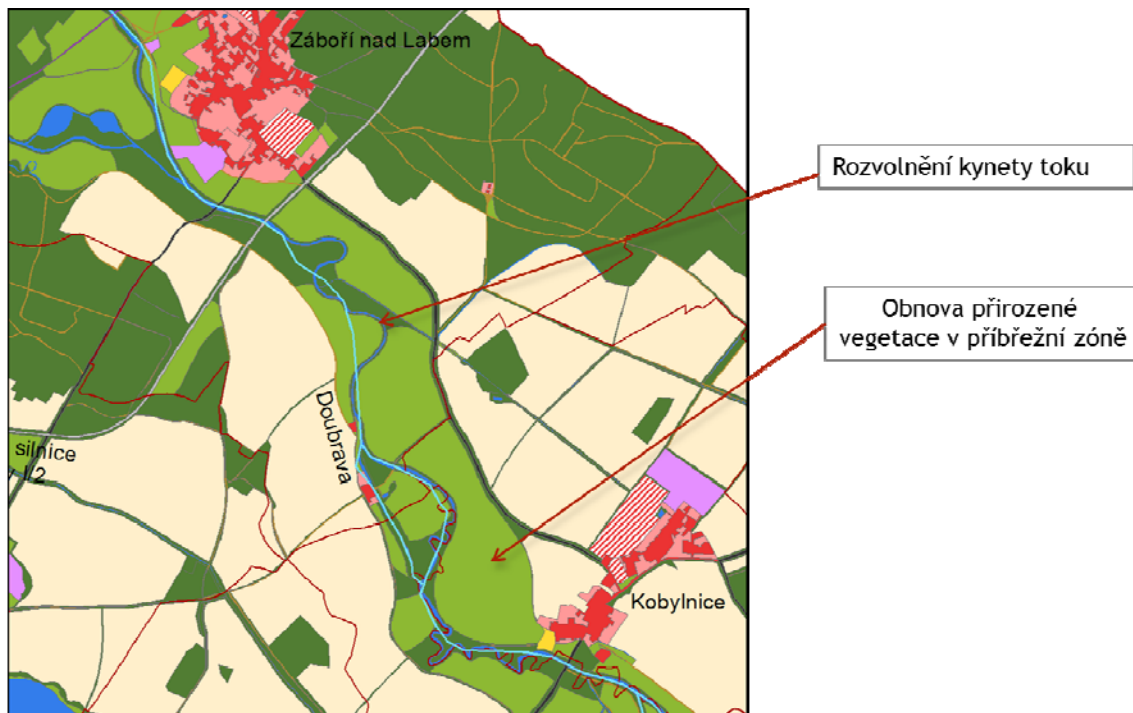 Záboří nad Labem
Rozvolnění kynety toku
Obnova přirozené
vegetace v příbřežní zóně
Doubrava
silnice
I/2
Kobylnice